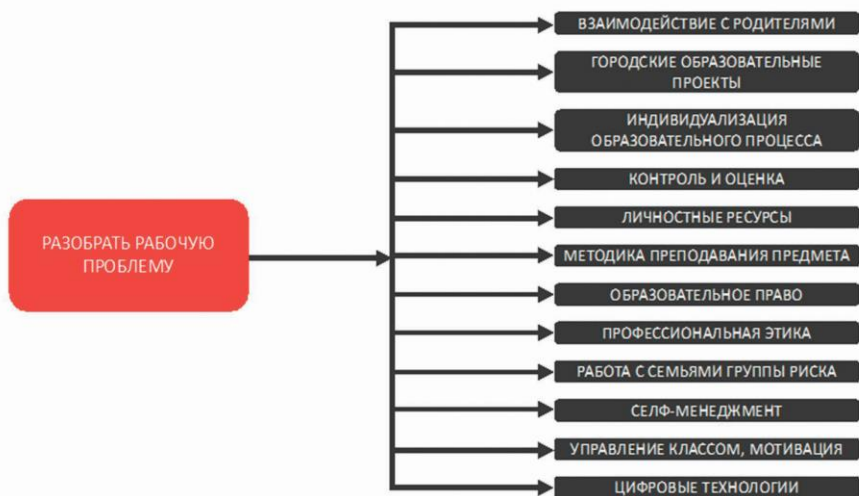 РАЗОБРАТЬ РАБОЧУЮ
ПРОБЛЕМУ
ВЗАИМОДЕЙСТВИЕ С РОДИТЕЛЯМИ
ГОРОДСКИЕ ОБРАЗОВАТЕЛЬНЫЕ
ПРОЕКТЫ
ИНДИВИДУАЛИЗАЦИЯ
ОБРАЗОВАТЕЛЬНОГО ПРОЦЕССА
КОНТРОЛЬ И ОЦЕНКА
ЛИЧНОСТНЫЕ РЕСУРСЫ
МЕТОДИКА ПРЕПОДАВАНИЯ ПРЕДМЕТА
ОБРАЗОВАТЕЛЬНОЕ ПРАВО
ПРОФЕССИОНАЛЬНАЯ ЭТИКА
РАБОТА С СЕМЬЯМИ ГРУППЫ РИСКА
СЕЛФ-МЕНЕДЖМЕНТ
УПРАВЛЕНИЕ КЛАССОМ, МОТИВАЦИЯ
ЦИФРОВЫЕ ТЕХНОЛОГИИ